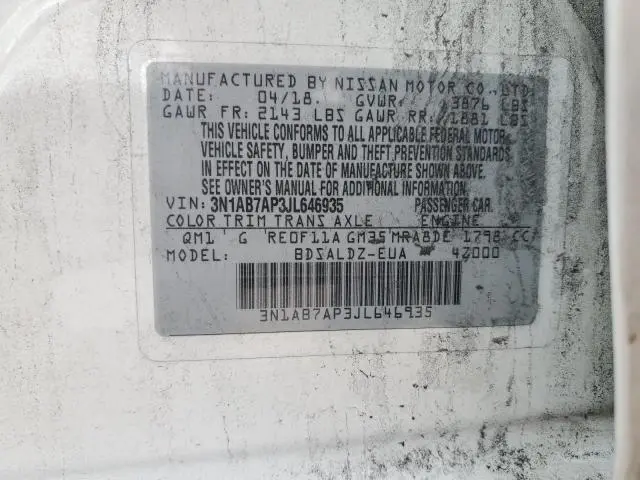 MANUFACTURED BY NISSAN MOTOR CO., LTD.
DATE: 04/18. GVWR: 3876 LBS
GAWR FR: 2143 LBS GAWR RR: 1881 LBS
THIS VEHICLE CONFORMS TO ALL APPLICABLE FEDERAL MOTOR
VEHICLE SAFETY, BUMPER AND THEFT PREVENTION STANDARDS
IN EFFECT ON THE DATE OF MANUFACTURE SHOWN ABOVE.
SEE OWNER'S MANUAL FOR ADDITIONAL INFORMATION.
VIN: 3N1AB7AP3JL646935 PASSENGER CAR.
COLOR TRIM TRANS AXLE ENGINE
QM1 G RE0F11A GM35 MRA8DE 1798 CC
MODEL: BDSALDZ-EUA 42000
3N1AB7AP3JL646935